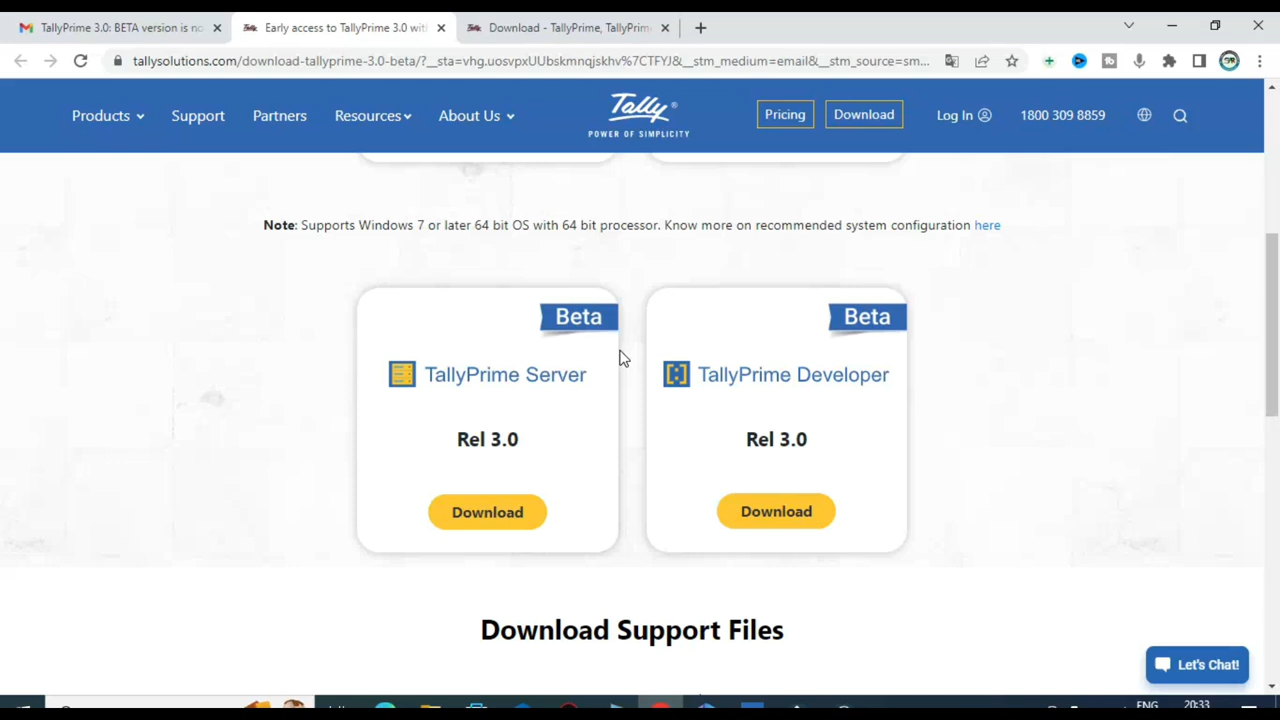 TallyPrime 3.0: BETA version is no
Early access to TallyPrime 3.0 wit
Download - TallyPrime, TallyPrim
tallysolutions.com/download-tallyprime-3.0-beta/?__sta=vhg.uosvpxUUbskmnqjskhv%7CTFYJ&__stm_medium=email&__stm_source=sm...
Products
Support
Partners
Resources
About Us
Tally
POWER OF SIMPLICITY
Pricing
Download
Log In
1800 309 8859
Note: Supports Windows 7 or later 64 bit OS with 64 bit processor. Know more on recommended system configuration here
Beta
TallyPrime Server
Rel 3.0
Download
Beta
TallyPrime Developer
Rel 3.0
Download
Download Support Files
Let's Chat!
ENG
20:33